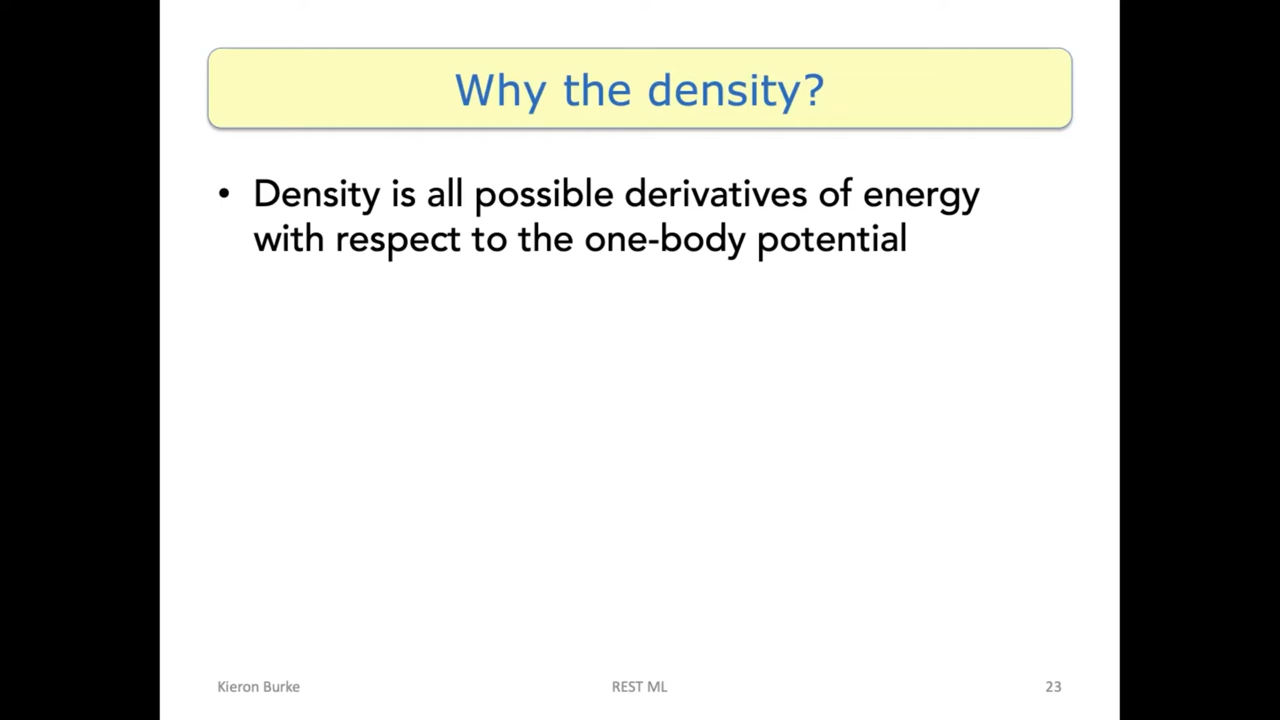 Why the density?
• Density is all possible derivatives of energy
with respect to the one-body potential
Kieron Burke
REST ML
23